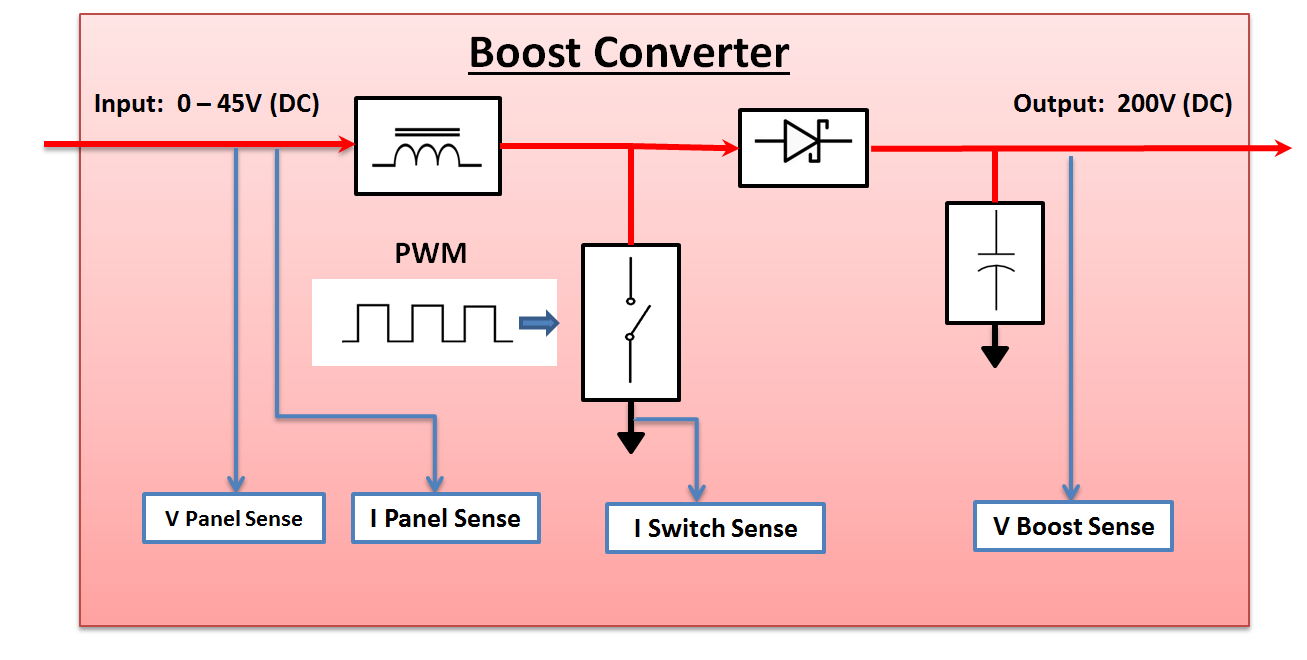 Boost Converter
Input:  0 – 45V (DC)
Output:  200V (DC)
PWM
V Panel Sense
I Panel Sense
I Switch Sense
V Boost Sense